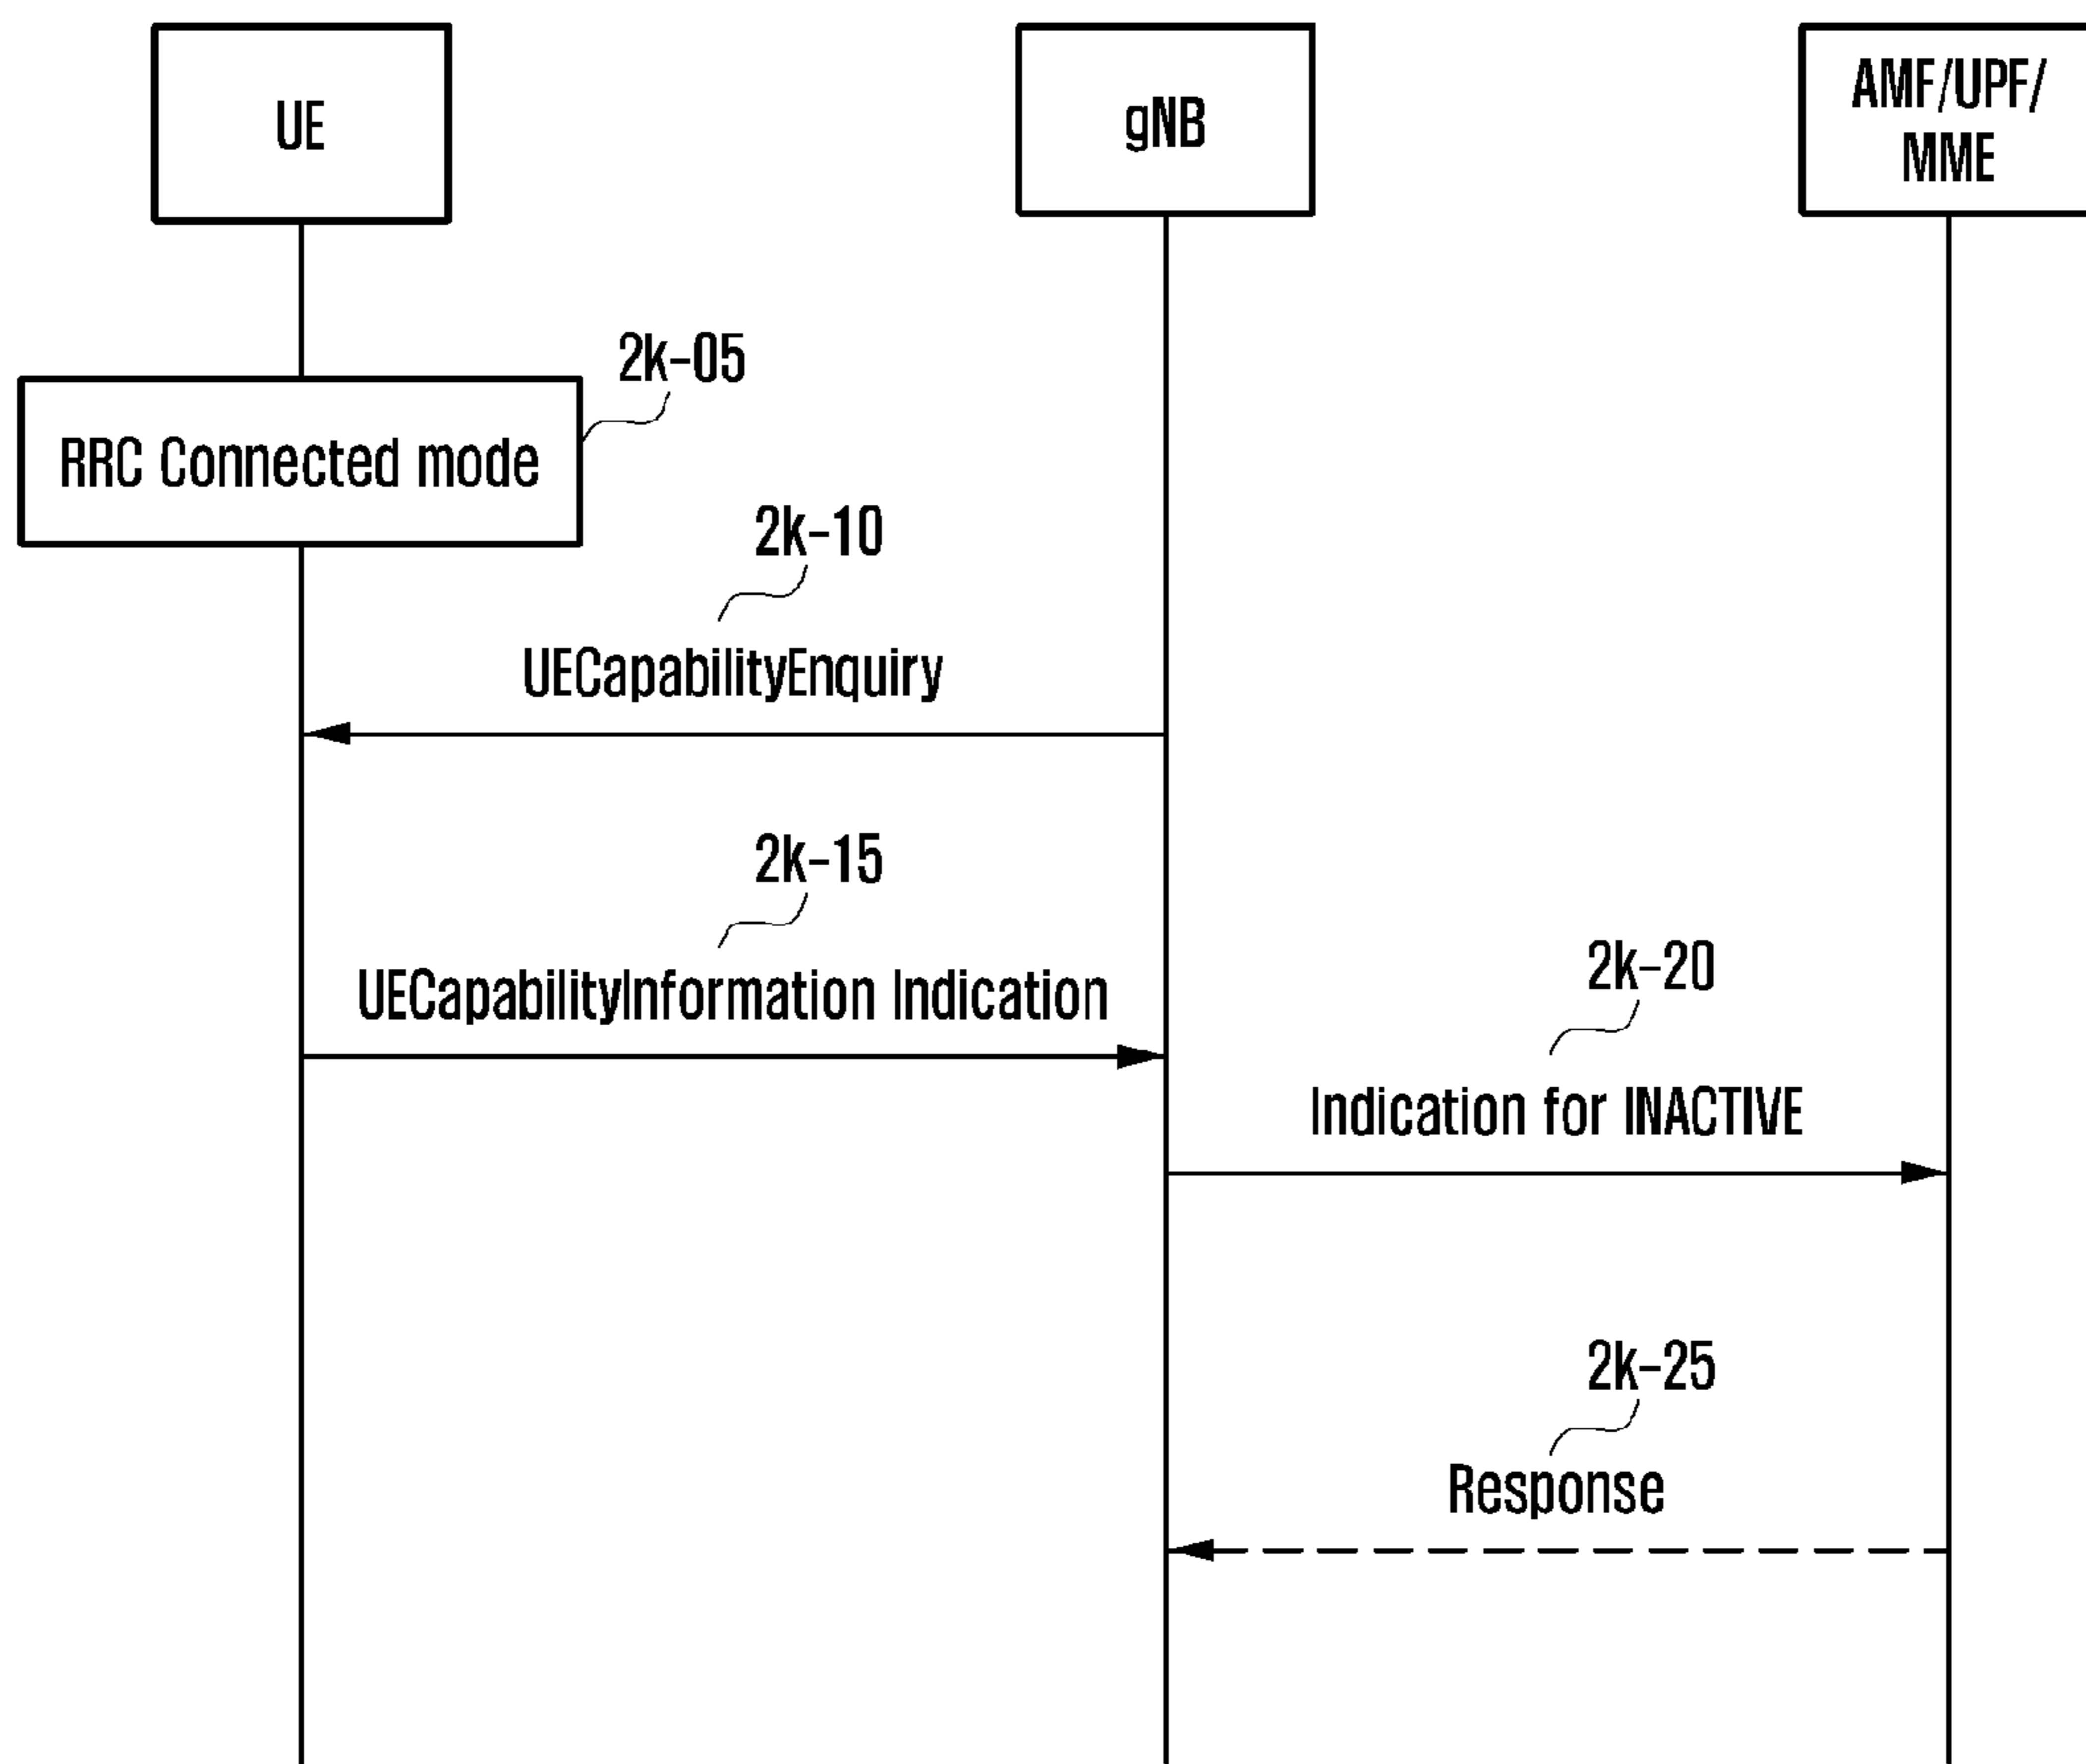 UE
gNB
AMF/UPF/
MME
2k-05
RRC Connected mode
2k-10
UECapabilityEnquiry
2k-15
UECapabilityInformation Indication
2k-20
Indication for INACTIVE
2k-25
Response